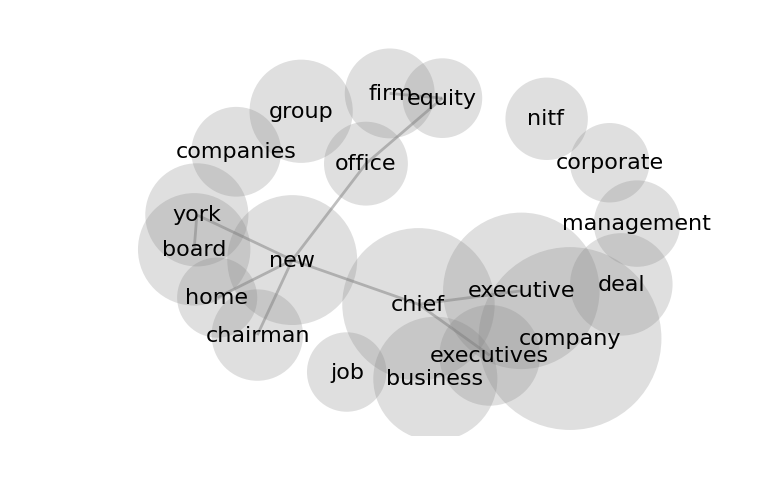 firm
equity
group
nitf
companies
office
corporate
york
management
board
new
home
chief
executive
deal
chairman
company
executives
job
business